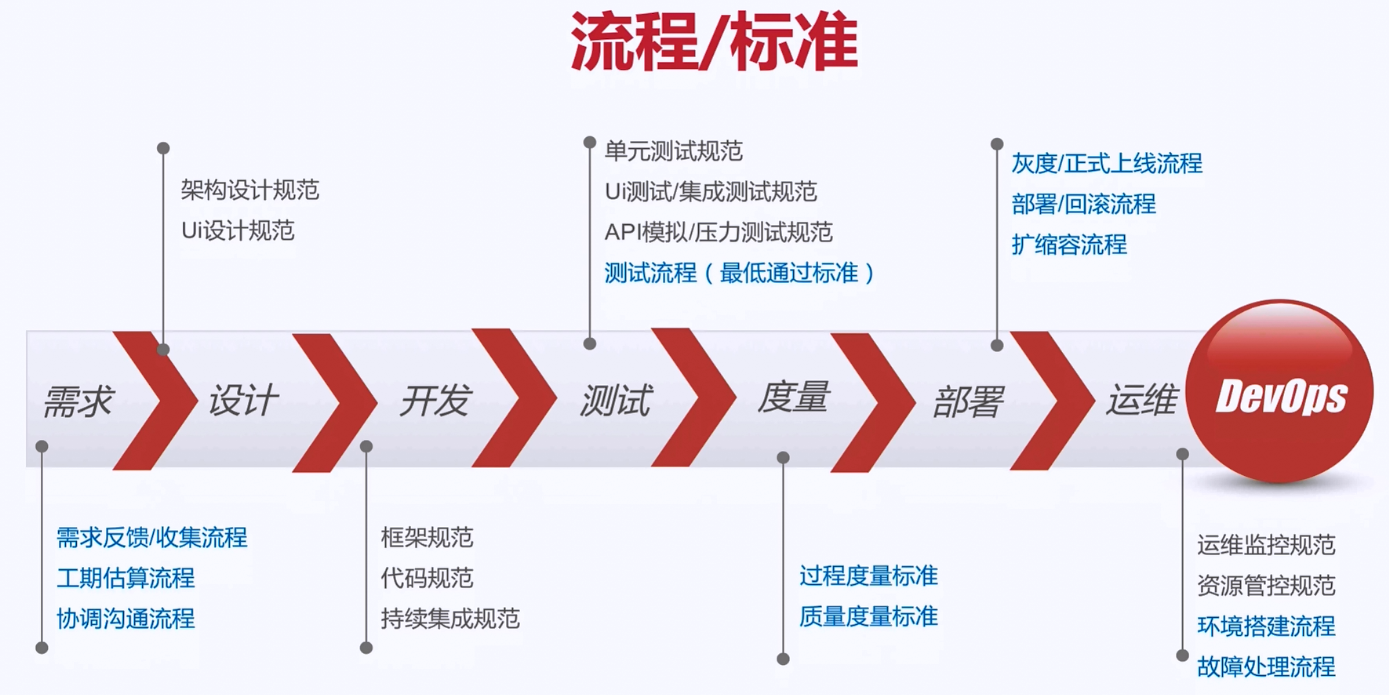 流程/标准
架构设计规范
Ui设计规范
单元测试规范
Ui测试/集成测试规范
API模拟/压力测试规范
测试流程（最低通过标准）
灰度/正式上线流程
部署/回滚流程
扩缩容流程
需求
设计
开发
测试
度量
部署
运维
DevOps
需求反馈/收集流程
工期估算流程
协调沟通流程
框架规范
代码规范
持续集成规范
过程度量标准
质量度量标准
运维监控规范
资源管控规范
环境搭建流程
故障处理流程